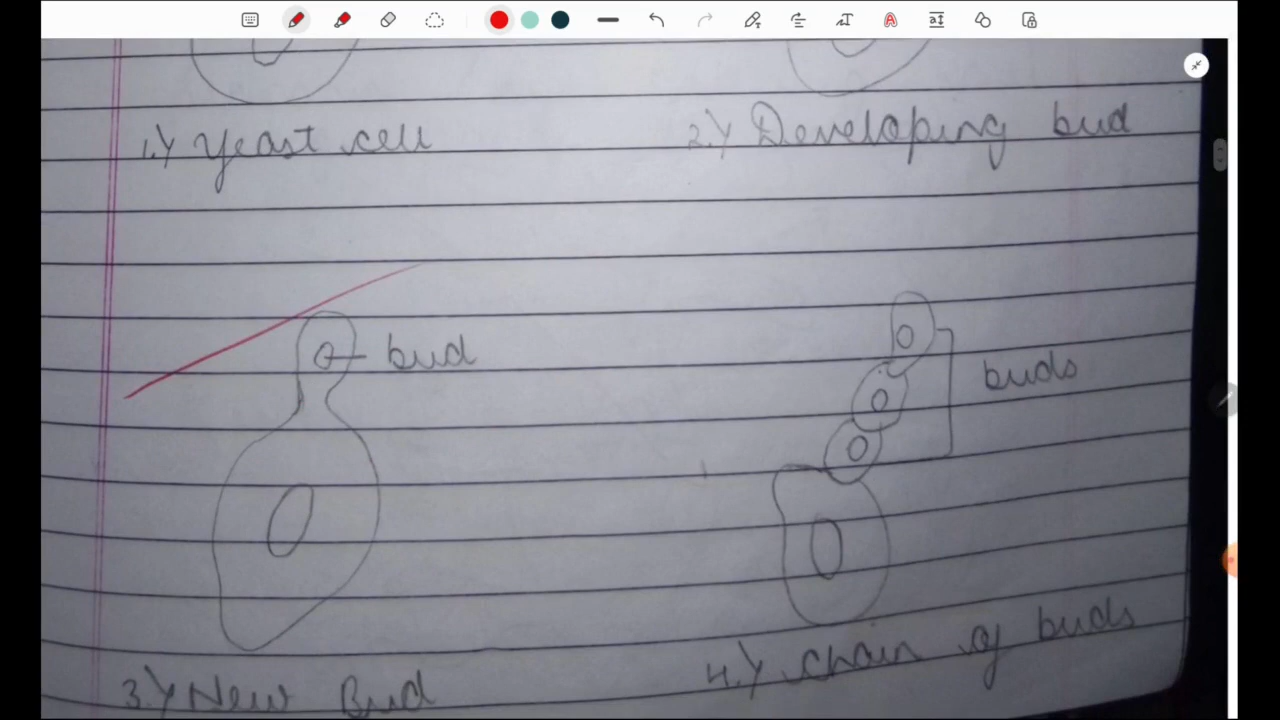 1.) Yeast cell
2.) Developing bud
bud
buds
3.) New Bud
4.) Chain of buds